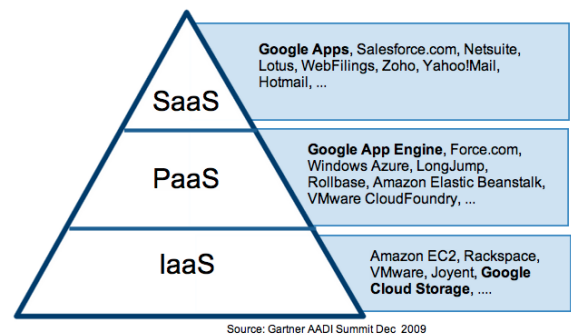 SaaS
Google Apps, Salesforce.com, Netsuite,
Lotus, WebFilings, Zoho, Yahoo!Mail,
Hotmail, ...
PaaS
Google App Engine, Force.com,
Windows Azure, LongJump,
Rollbase, Amazon Elastic Beanstalk,
VMware CloudFoundry, ...
IaaS
Amazon EC2, Rackspace,
VMware, Joyent, Google
Cloud Storage, ....
Source: Gartner AADI Summit Dec 2009